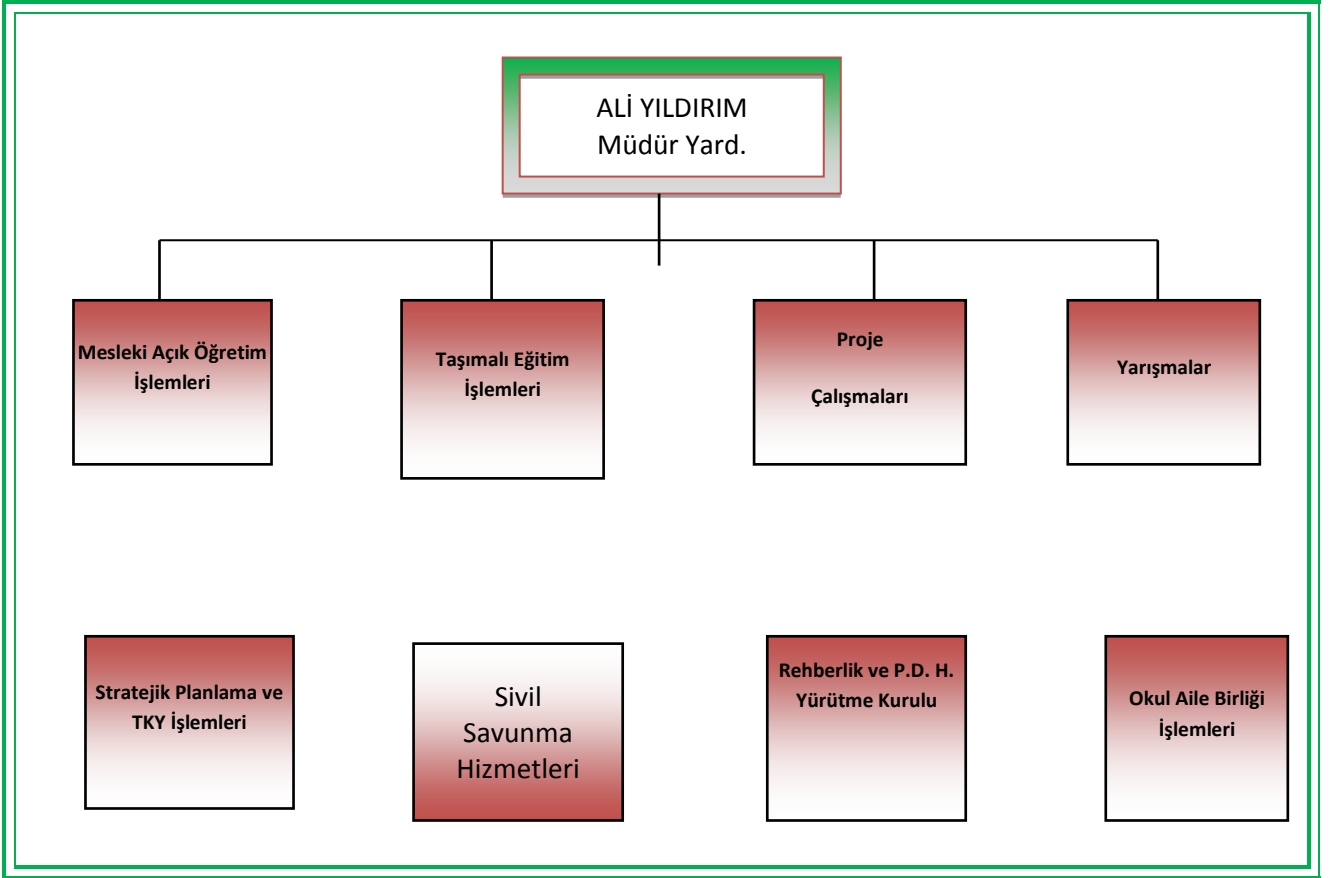 ALİ YILDIRIM
Müdür Yard.
Mesleki Açık Öğretim
İşlemleri
Taşımalı Eğitim
İşlemleri
Proje
Çalışmaları
Yarışmalar
Stratejik Planlama ve
TKY İşlemleri
Sivil
Savunma
Hizmetleri
Rehberlik ve P.D. H.
Yürütme Kurulu
Okul Aile Birliği
İşlemleri